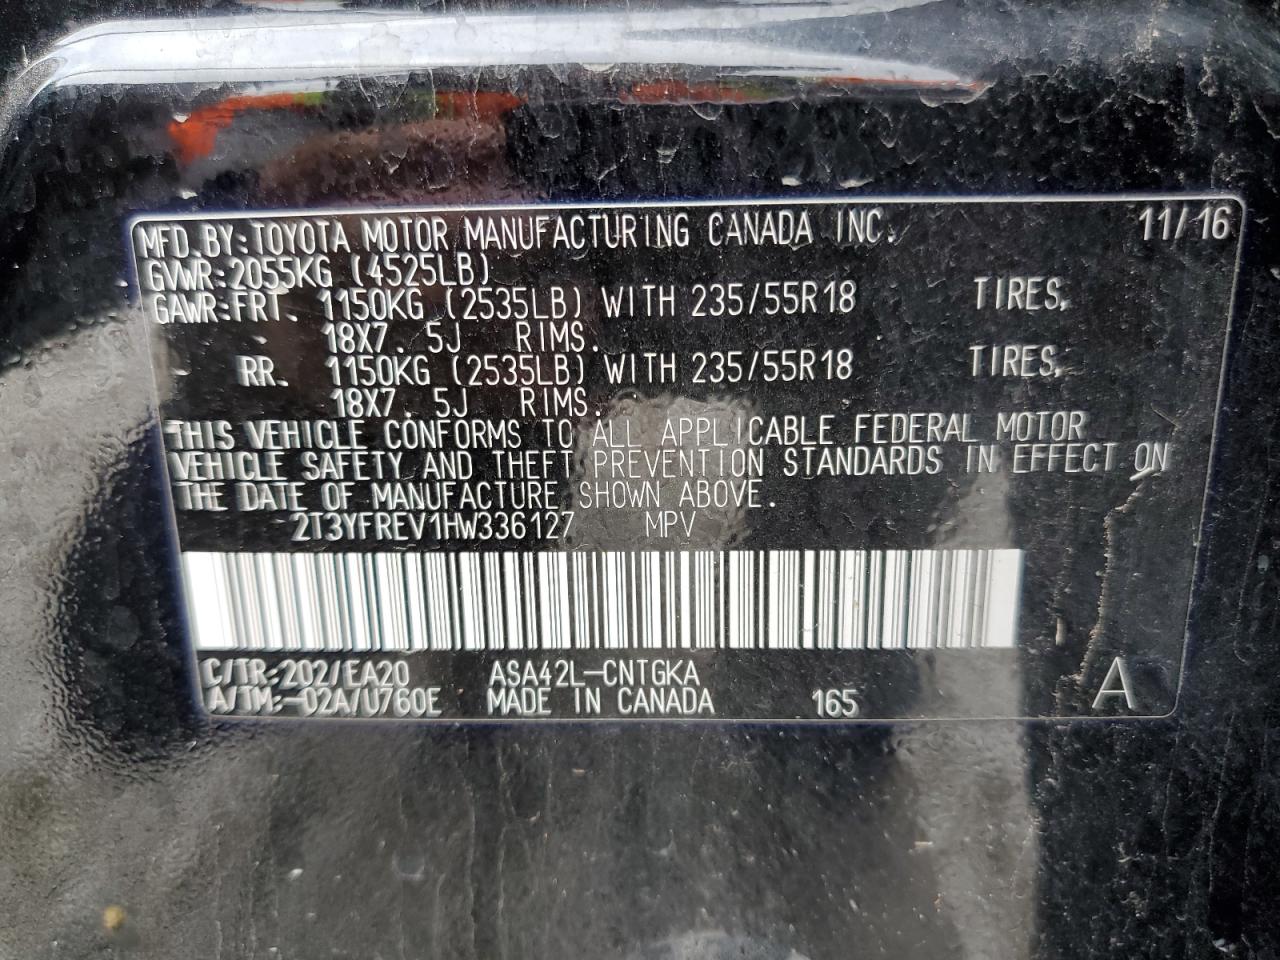 MFD. BY: TOYOTA MOTOR MANUFACTURING CANADA INC. 11/16
GVWR: 2055KG (4525LB)
GAWR: FRT. 1150KG (2535LB) WITH 235/55R18 TIRES,
18X7. 5J RIMS.
RR. 1150KG (2535LB) WITH 235/55R18 TIRES,
18X7. 5J RIMS.
THIS VEHICLE CONFORMS TO ALL APPLICABLE FEDERAL MOTOR
VEHICLE SAFETY AND THEFT PREVENTION STANDARDS IN EFFECT ON
THE DATE OF MANUFACTURE SHOWN ABOVE.
2T3YFREV1HW336127 MPV
C/TR: 202/EA20 ASA42L-CNTGKA
A/TM: -02A/U760E MADE IN CANADA 165 A